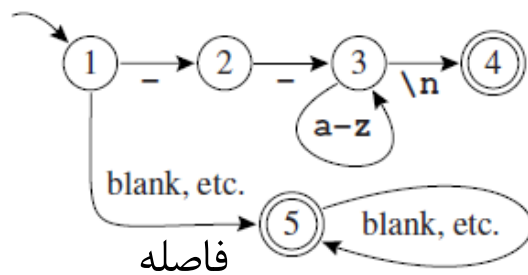 1 - 2 - 3 \n 4
a-z
blank, etc.
5 blank, etc.
فاصله